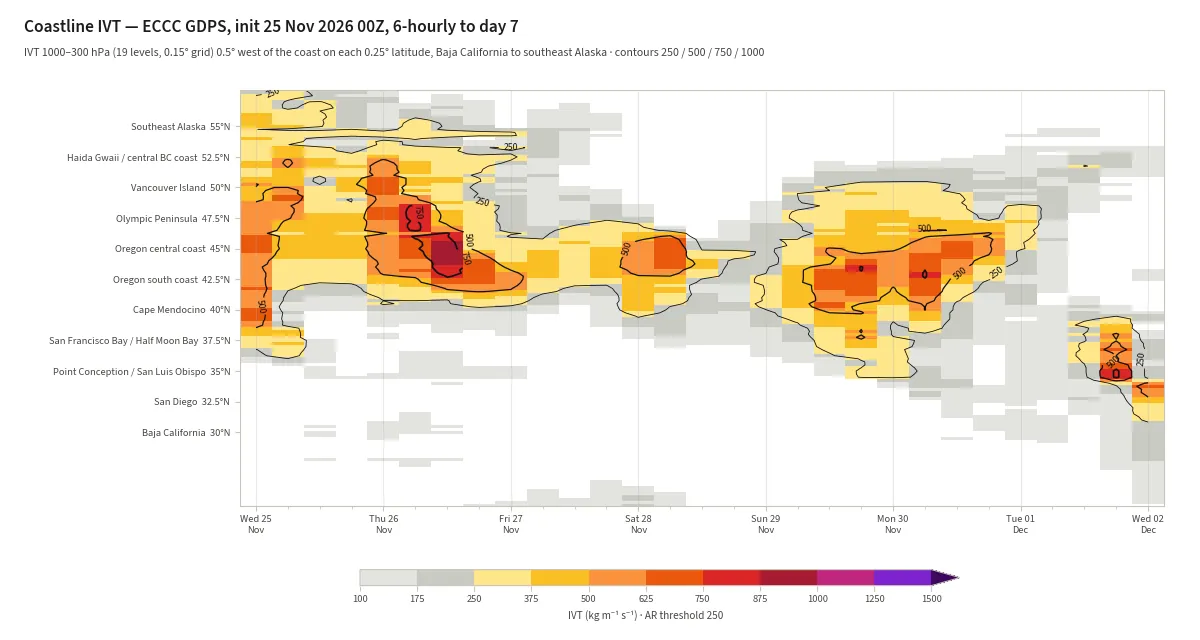 Coastline IVT — ECCC GDPS, init 25 Nov 2026 00Z, 6-hourly to day 7
IVT 1000–300 hPa (19 levels, 0.15° grid) 0.5° west of the coast on each 0.25° latitude, Baja California to southeast Alaska · contours 250 / 500 / 750 / 1000
Southeast Alaska 55°N
Haida Gwaii / central BC coast 52.5°N
Vancouver Island 50°N
Olympic Peninsula 47.5°N
Oregon central coast 45°N
Oregon south coast 42.5°N
Cape Mendocino 40°N
San Francisco Bay / Half Moon Bay 37.5°N
Point Conception / San Luis Obispo 35°N
San Diego 32.5°N
Baja California 30°N
250
250
250
750
500
750
500
500
500
500
250
500
250
Wed 25 Nov
Thu 26 Nov
Fri 27 Nov
Sat 28 Nov
Sun 29 Nov
Mon 30 Nov
Tue 01 Dec
Wed 02 Dec
100 175 250 375 500 625 750 875 1000 1250 1500
IVT (kg m⁻¹ s⁻¹) · AR threshold 250